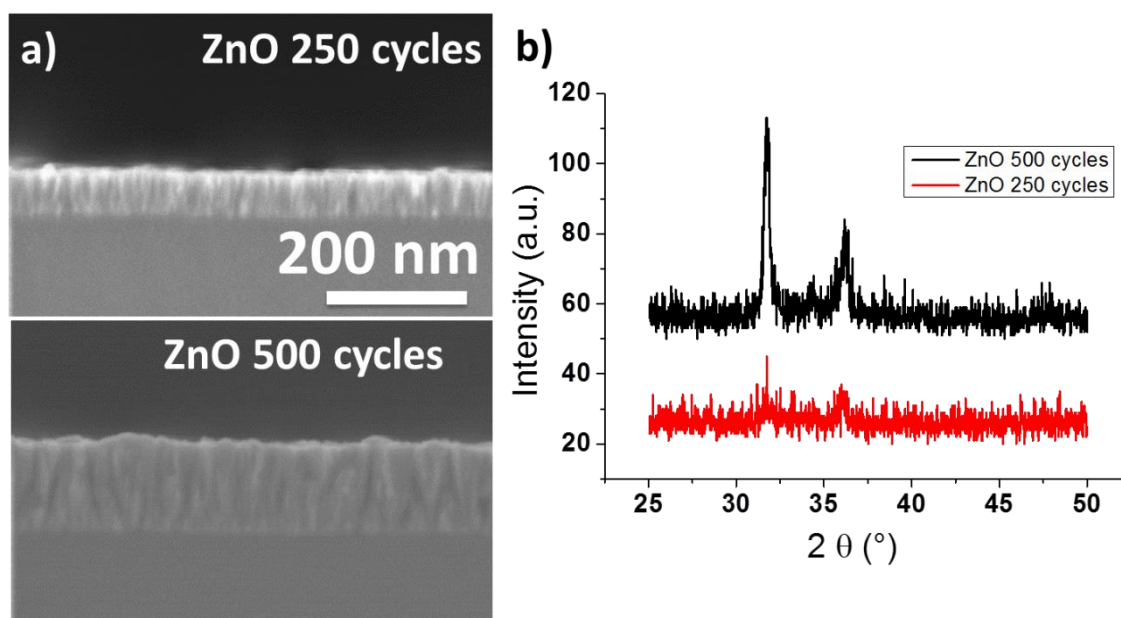 a)
ZnO 250 cycles
200 nm
ZnO 500 cycles
b)
Intensity (a.u.)
120
100
80
60
40
20
ZnO 500 cycles
ZnO 250 cycles
25
30
35
40
45
50
2 θ (°)